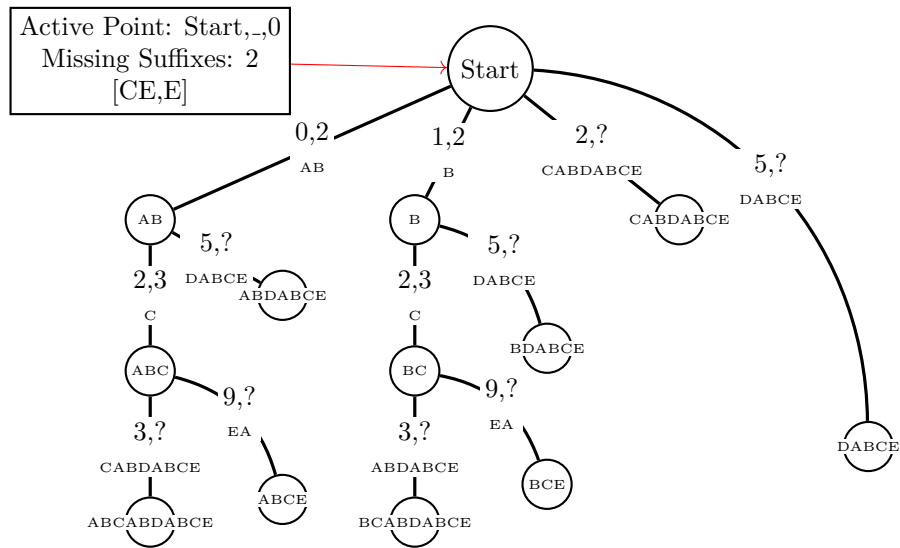 Active Point: Start,_,0
Missing Suffixes: 2
[CE,E]
Start
0,2
AB
1,2
B
2,?
CABDABCE
5,?
DABCE
AB
5,?
DABCE
ABDABCE
B
5,?
DABCE
BDABCE
CABDABCE
2,3
C
2,3
C
ABC
9,?
EA
ABCE
BC
9,?
EA
BCE
DABCE
3,?
CABDABCE
ABCABDABCE
3,?
ABDABCE
BCABDABCE